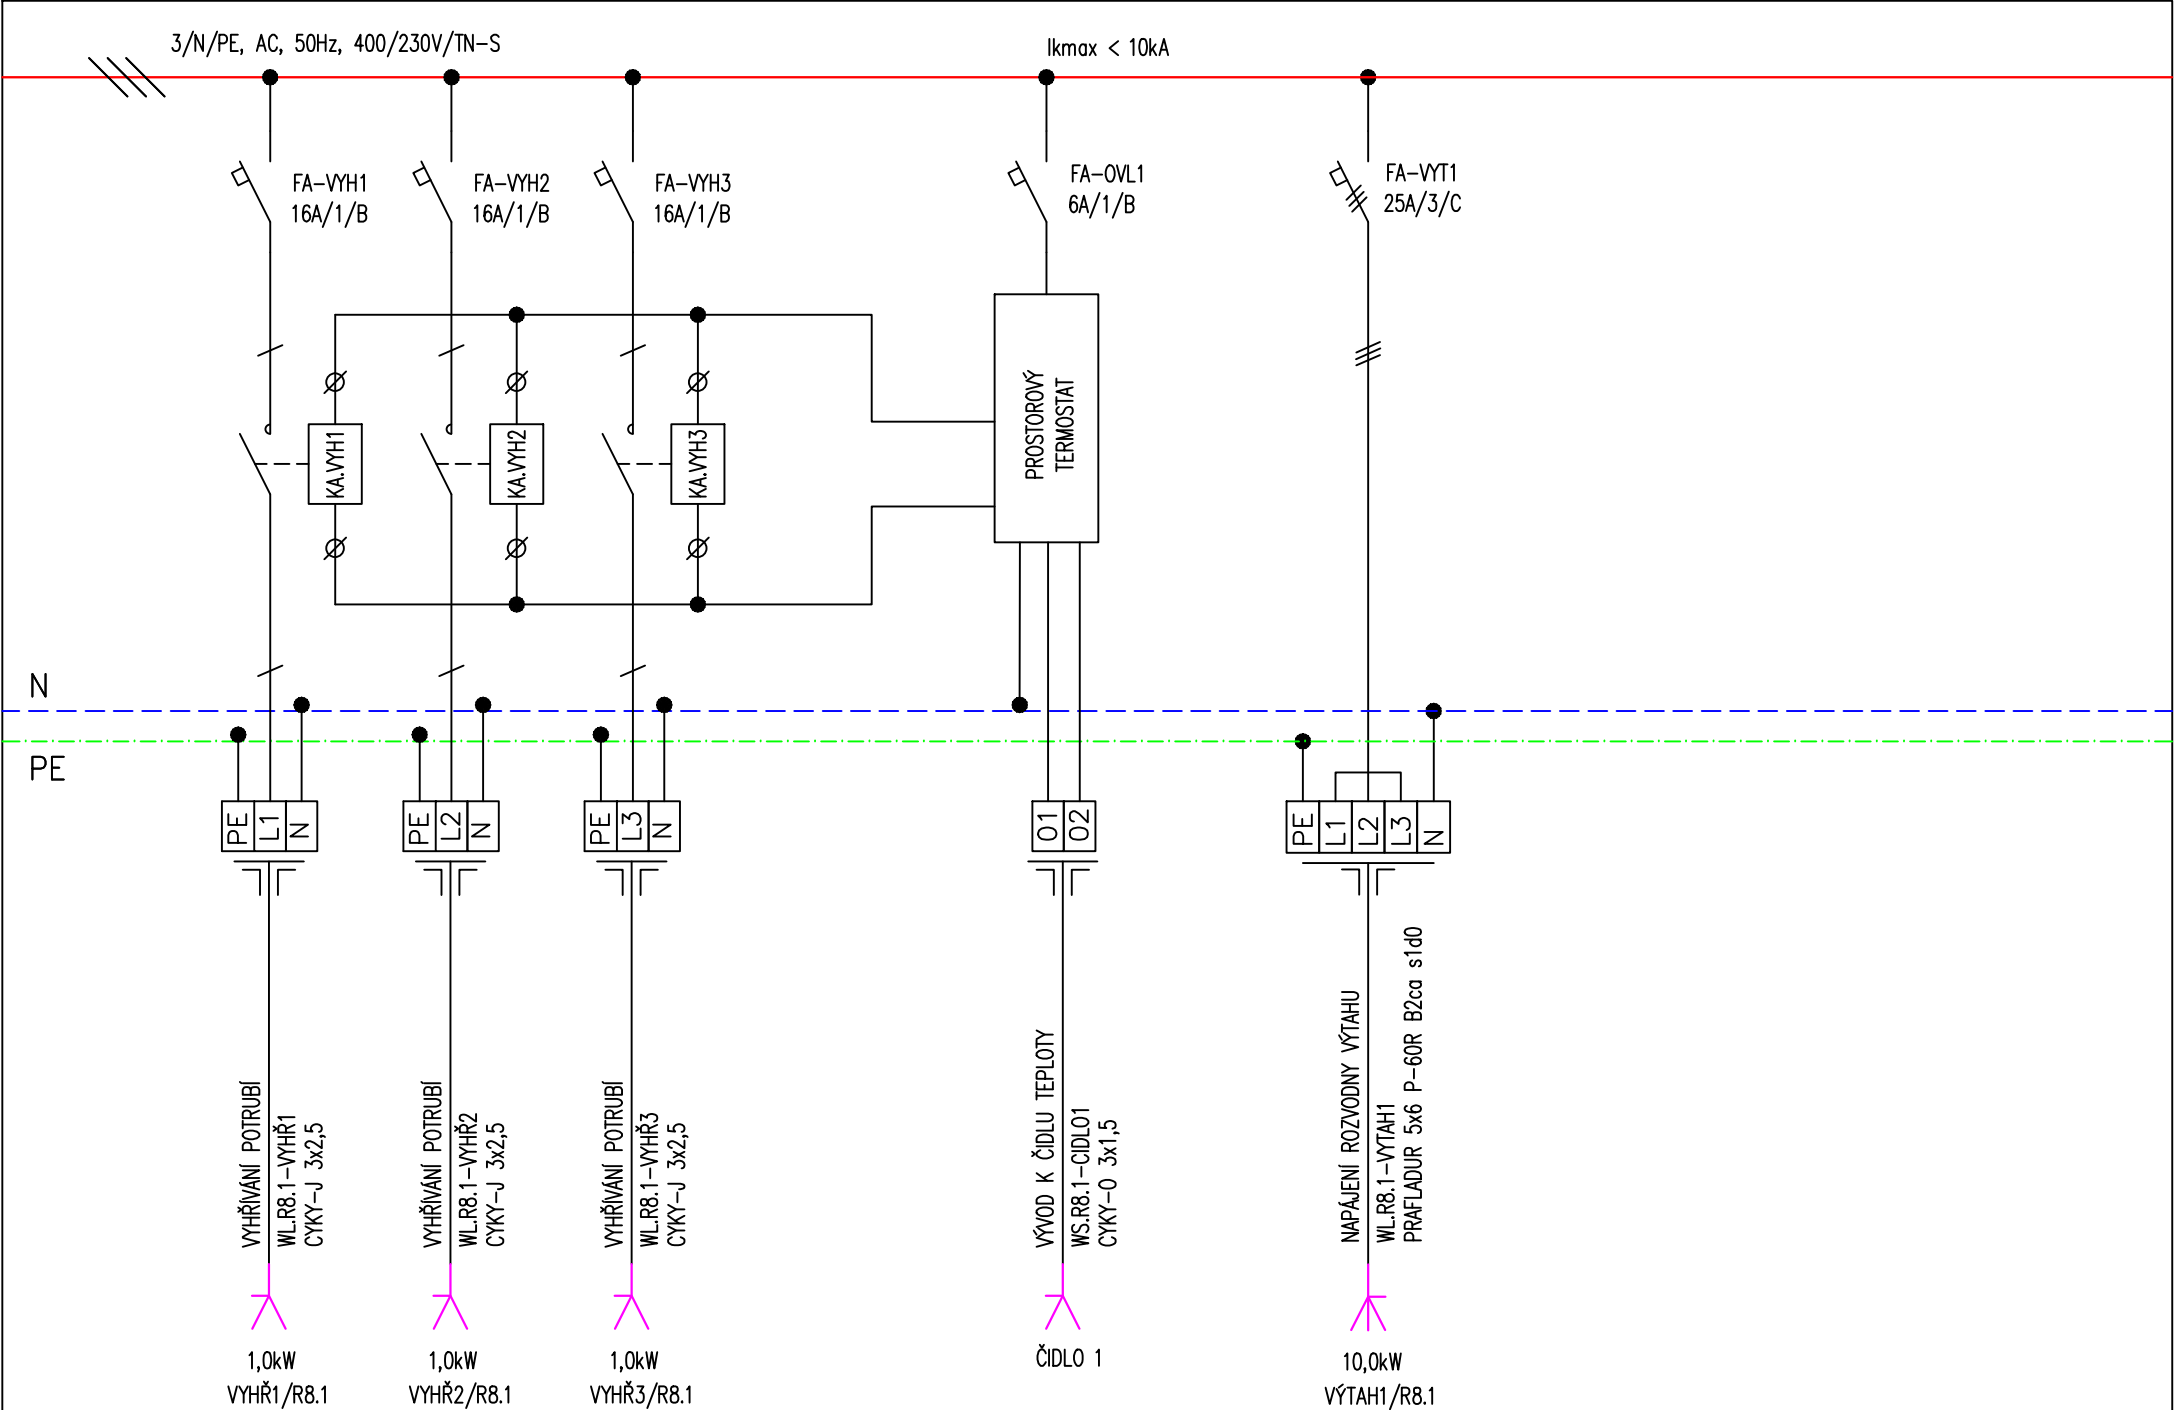 3/N/PE, AC, 50Hz, 400/230V/TN-S
Ikmax < 10kA
FA-VYH1
16A/1/B
FA-VYH2
16A/1/B
FA-VYH3
16A/1/B
FA-OVL1
6A/1/B
FA-VYT1
25A/3/C
KA.VYH1
KA.VYH2
KA.VYH3
PROSTOROVÝ
TERMOSTAT
N
PE
PE L1 N
PE L2 N
PE L3 N
O1 O2
PE L1 L2 L3 N
VYHŘÍVÁNÍ POTRUBÍ
WL.R8.1-VYHŘ1
CYKY-J 3x2,5
VYHŘÍVÁNÍ POTRUBÍ
WL.R8.1-VYHŘ2
CYKY-J 3x2,5
VYHŘÍVÁNÍ POTRUBÍ
WL.R8.1-VYHŘ3
CYKY-J 3x2,5
VÝVOD K ČIDLU TEPLOTY
WS.R8.1-CIDLO1
CYKY-O 3x1,5
NAPÁJENÍ ROZVODNY VÝTAHU
WL.R8.1-VYTAH1
PRAFLADUR 5x6 P-60R B2ca s1d0
1,0kW
VYHŘ1/R8.1
1,0kW
VYHŘ2/R8.1
1,0kW
VYHŘ3/R8.1
ČIDLO 1
10,0kW
VÝTAH1/R8.1